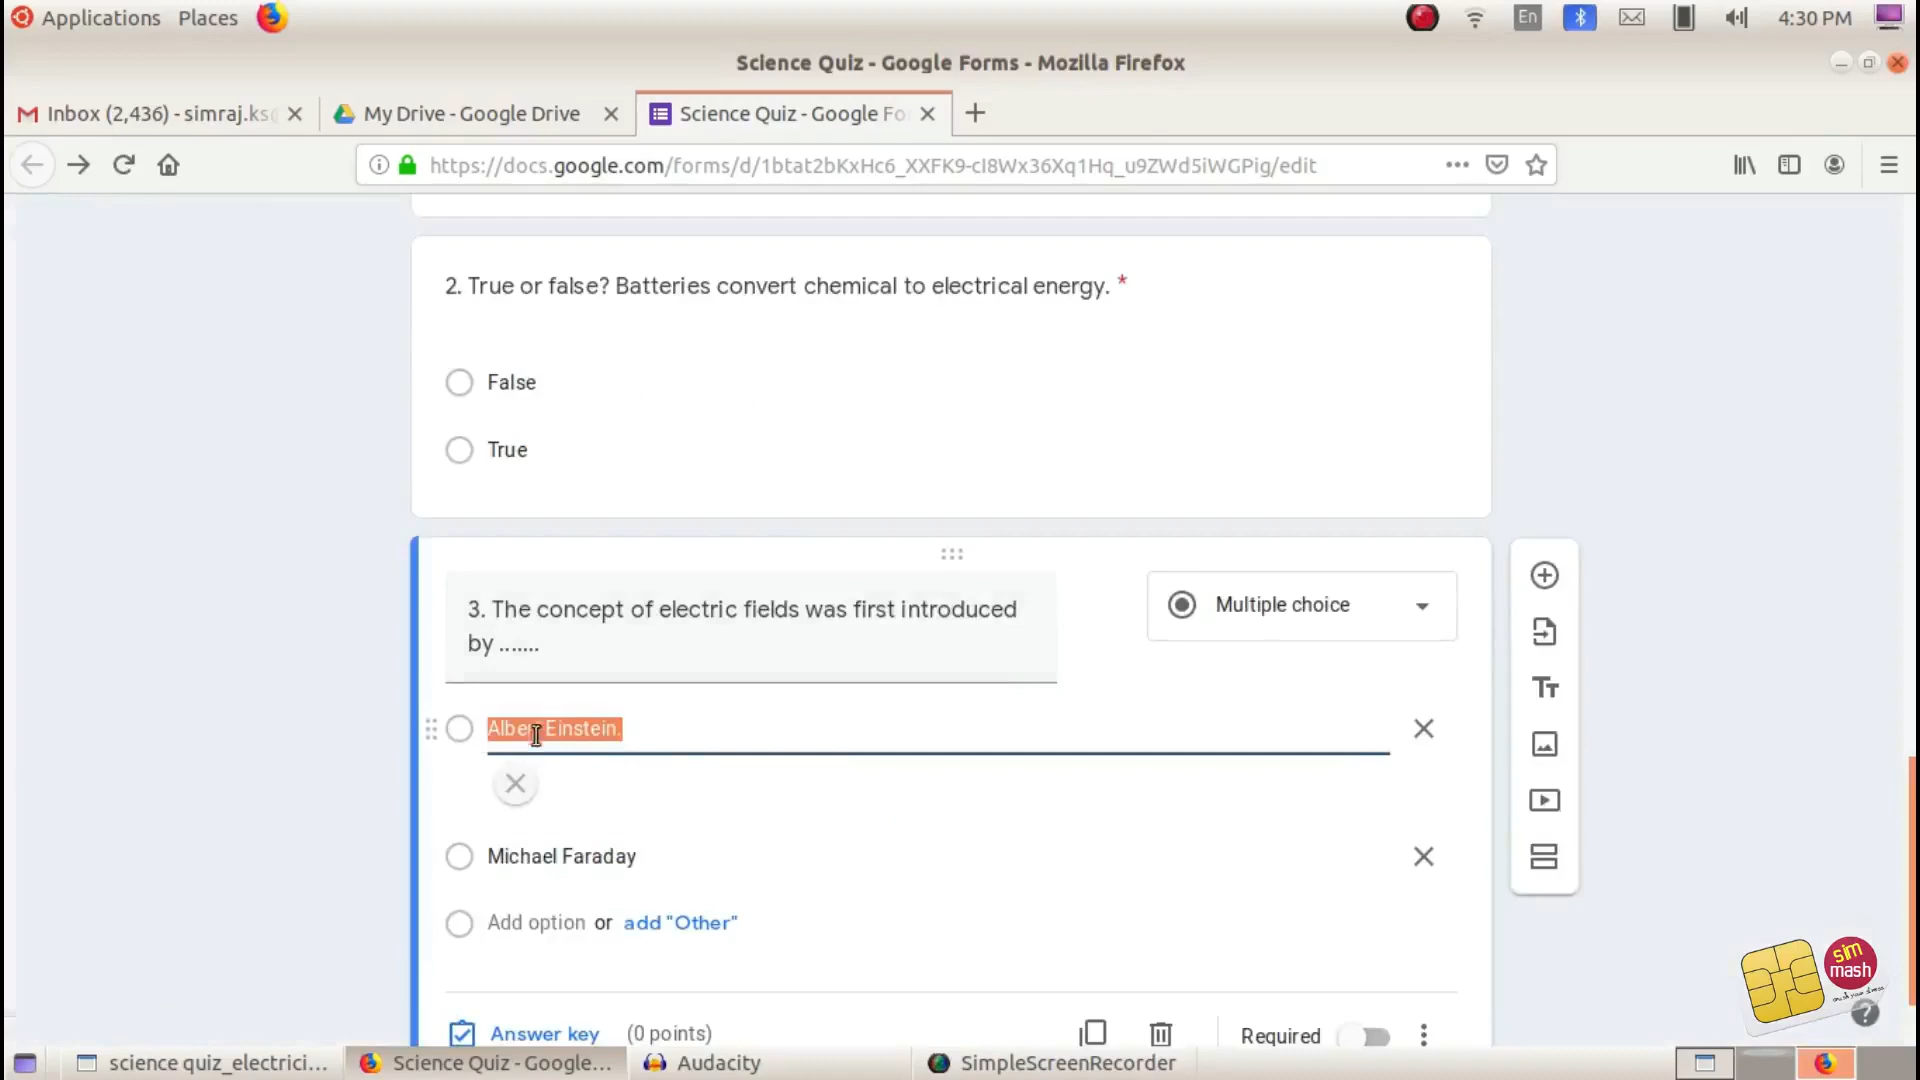 Applications Places En 4:30 PM
Science Quiz - Google Forms - Mozilla Firefox
Inbox (2,436) - simraj.ks My Drive - Google Drive Science Quiz - Google Fo
https://docs.google.com/forms/d/1btat2bKxHc6_XXFK9-cI8Wx36Xq1Hq_u9ZWd5iWGPig/edit
2. True or false? Batteries convert chemical to electrical energy. *
False
True
3. The concept of electric fields was first introduced
by .......
Multiple choice
Albert Einstein.
Michael Faraday
Add option or add "Other"
Answer key (0 points) Required
sim
mash
science quiz_electrici... Science Quiz - Google... Audacity SimpleScreenRecorder